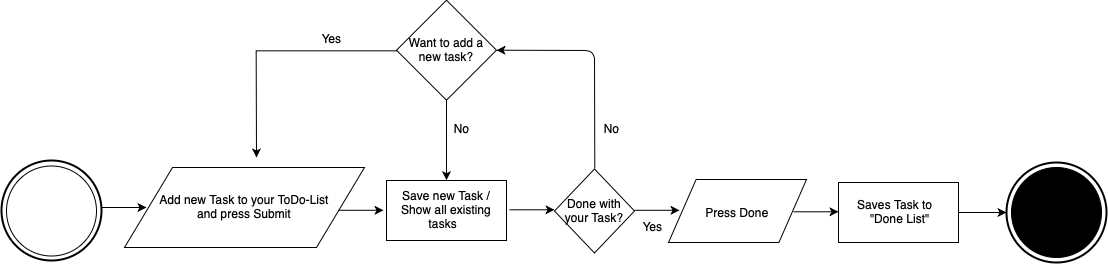 Want to add a
new task?
Yes
No
No
Add new Task to your ToDo-List
and press Submit
Save new Task /
Show all existing
tasks
Done with
your Task?
Yes
Press Done
Saves Task to
"Done List"